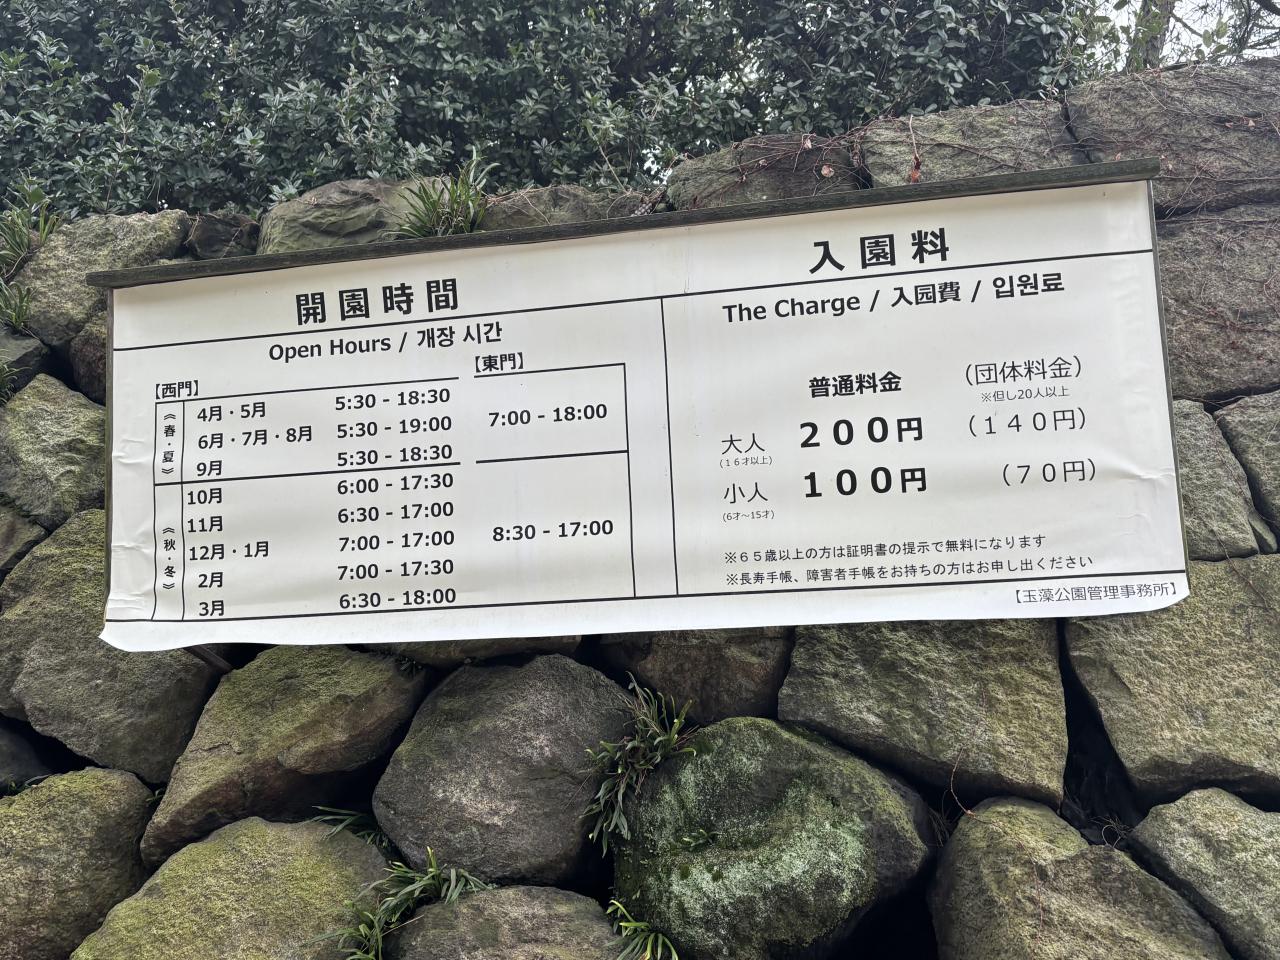 開園時間
Open Hours / 개장 시간
【西門】
《春・夏》
4月・5月 5:30 - 18:30
6月・7月・8月 5:30 - 19:00
9月 5:30 - 18:30
《秋・冬》
10月 6:00 - 17:30
11月 6:30 - 17:00
12月・1月 7:00 - 17:00
2月 7:00 - 17:30
3月 6:30 - 18:00
【東門】
7:00 - 18:00
8:30 - 17:00
入園料
The Charge / 入园費 / 입원료
普通料金 (団体料金)
※但し20人以上
大人 200円 (140円)
(16才以上)
小人 100円 (70円)
(6才～15才)
※65歳以上の方は証明書の提示で無料になります
※長寿手帳、障害者手帳をお持ちの方はお申し出ください
【玉藻公園管理事務所】